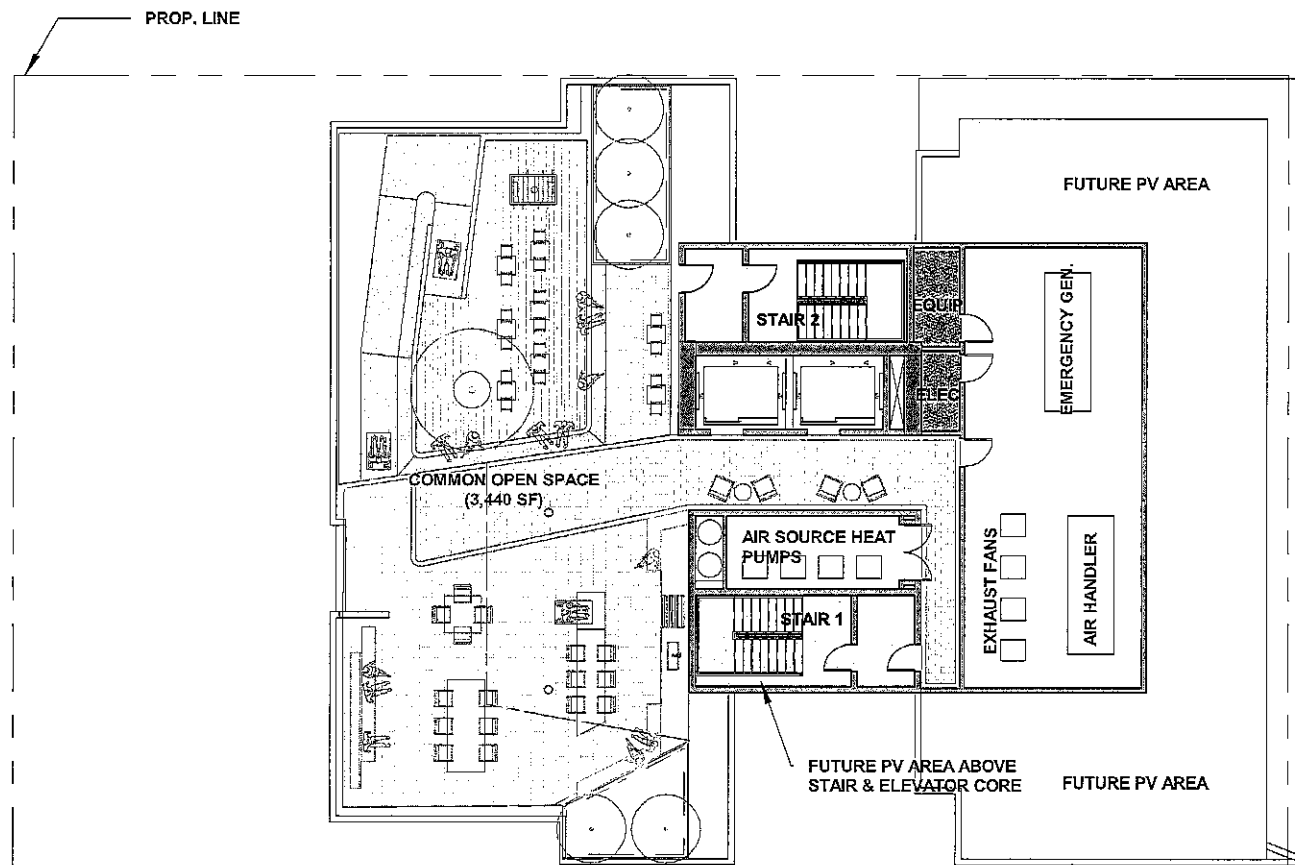 PROP. LINE
FUTURE PV AREA
STAIR 2
EQUIP
EMERGENCY GEN.
ELEC
COMMON OPEN SPACE
(3,440 SF)
AIR SOURCE HEAT
PUMPS
EXHAUST FANS
AIR HANDLER
STAIR 1
FUTURE PV AREA ABOVE
STAIR & ELEVATOR CORE
FUTURE PV AREA